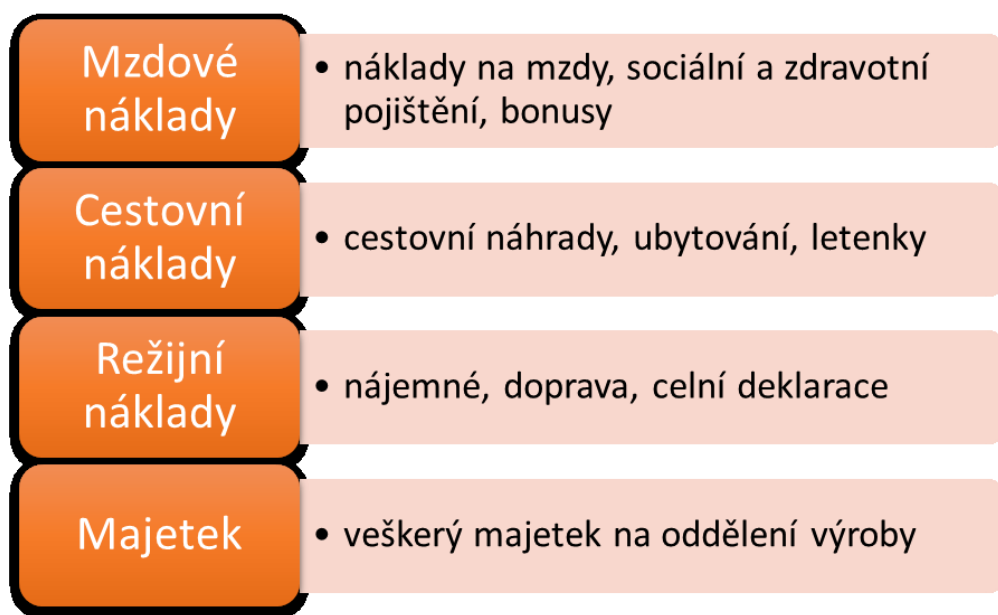 Mzdové
náklady
• náklady na mzdy, sociální a zdravotní
pojištění, bonusy
Cestovní
náklady
• cestovní náhrady, ubytování, letenky
Režijní
náklady
• nájemné, doprava, celní deklarace
Majetek
• veškerý majetek na oddělení výroby